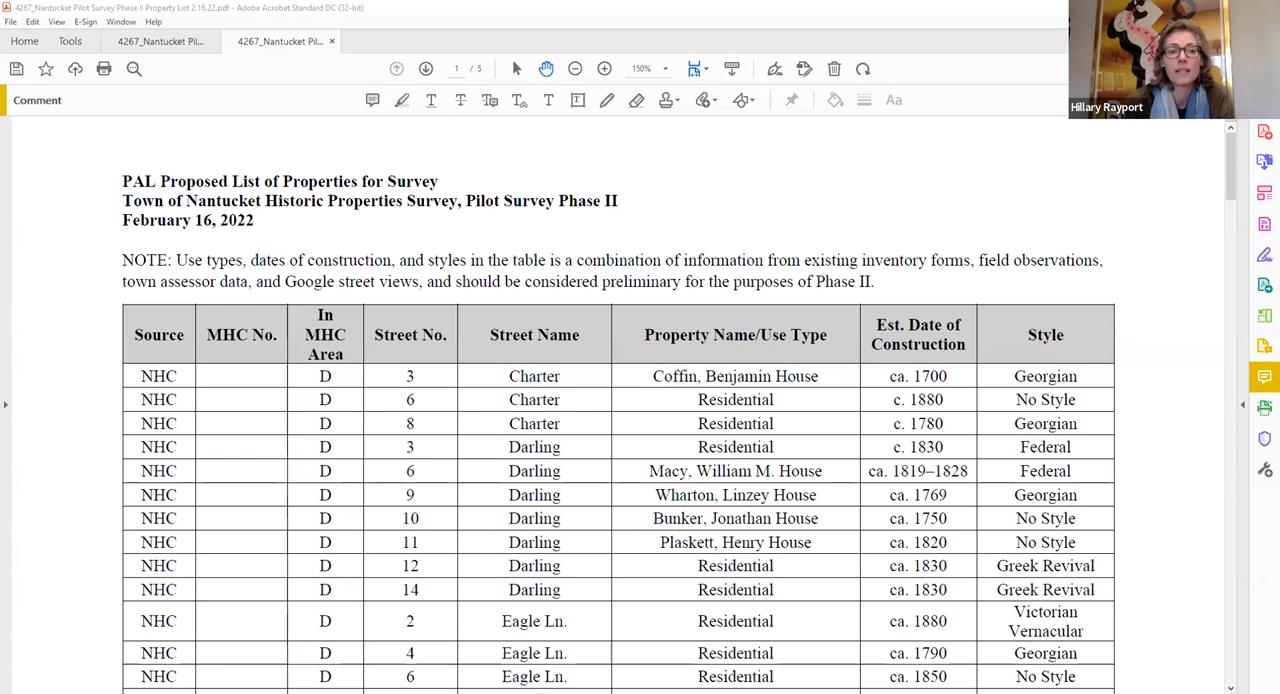 4267_Nantucket Pilot Survey Phase II Property List 2.16.22.pdf - Adobe Acrobat Standard DC (32-bit)
File Edit View E-Sign Window Help
Home Tools 4267_Nantucket Pil... 4267_Nantucket Pil... ×
1 / 5 150%
Comment
Aa
Hillary Rayport
PAL Proposed List of Properties for Survey
Town of Nantucket Historic Properties Survey, Pilot Survey Phase II
February 16, 2022
NOTE: Use types, dates of construction, and styles in the table is a combination of information from existing inventory forms, field observations,
town assessor data, and Google street views, and should be considered preliminary for the purposes of Phase II.
Source MHC No. In MHC Area Street No. Street Name Property Name/Use Type Est. Date of Construction Style
NHC D 3 Charter Coffin, Benjamin House ca. 1700 Georgian
NHC D 6 Charter Residential c. 1880 No Style
NHC D 8 Charter Residential c. 1780 Georgian
NHC D 3 Darling Residential c. 1830 Federal
NHC D 6 Darling Macy, William M. House ca. 1819–1828 Federal
NHC D 9 Darling Wharton, Linzey House ca. 1769 Georgian
NHC D 10 Darling Bunker, Jonathan House ca. 1750 No Style
NHC D 11 Darling Plaskett, Henry House ca. 1820 No Style
NHC D 12 Darling Residential ca. 1830 Greek Revival
NHC D 14 Darling Residential ca. 1830 Greek Revival
NHC D 2 Eagle Ln. Residential ca. 1880 Victorian Vernacular
NHC D 4 Eagle Ln. Residential ca. 1790 Georgian
NHC D 6 Eagle Ln. Residential ca. 1850 No Style